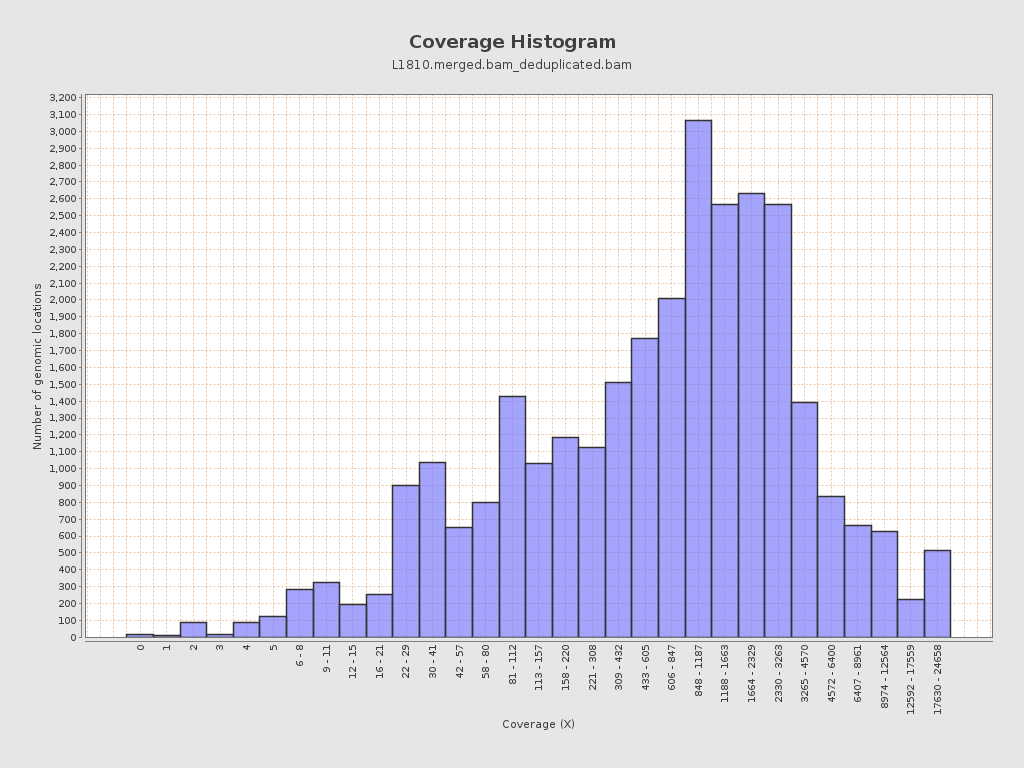 Coverage Histogram
L1810.merged.bam_deduplicated.bam
Number of genomic locations
3,200
3,100
3,000
2,900
2,800
2,700
2,600
2,500
2,400
2,300
2,200
2,100
2,000
1,900
1,800
1,700
1,600
1,500
1,400
1,300
1,200
1,100
1,000
900
800
700
600
500
400
300
200
100
0
0
1
2
3
4
5
6 - 8
9 - 11
12 - 15
16 - 21
22 - 29
30 - 41
42 - 57
58 - 80
81 - 112
113 - 157
158 - 220
221 - 308
309 - 432
433 - 605
606 - 847
848 - 1187
1188 - 1663
1664 - 2329
2330 - 3263
3265 - 4570
4572 - 6400
6407 - 8961
8974 - 12564
12592 - 17559
17630 - 24658
Coverage (X)